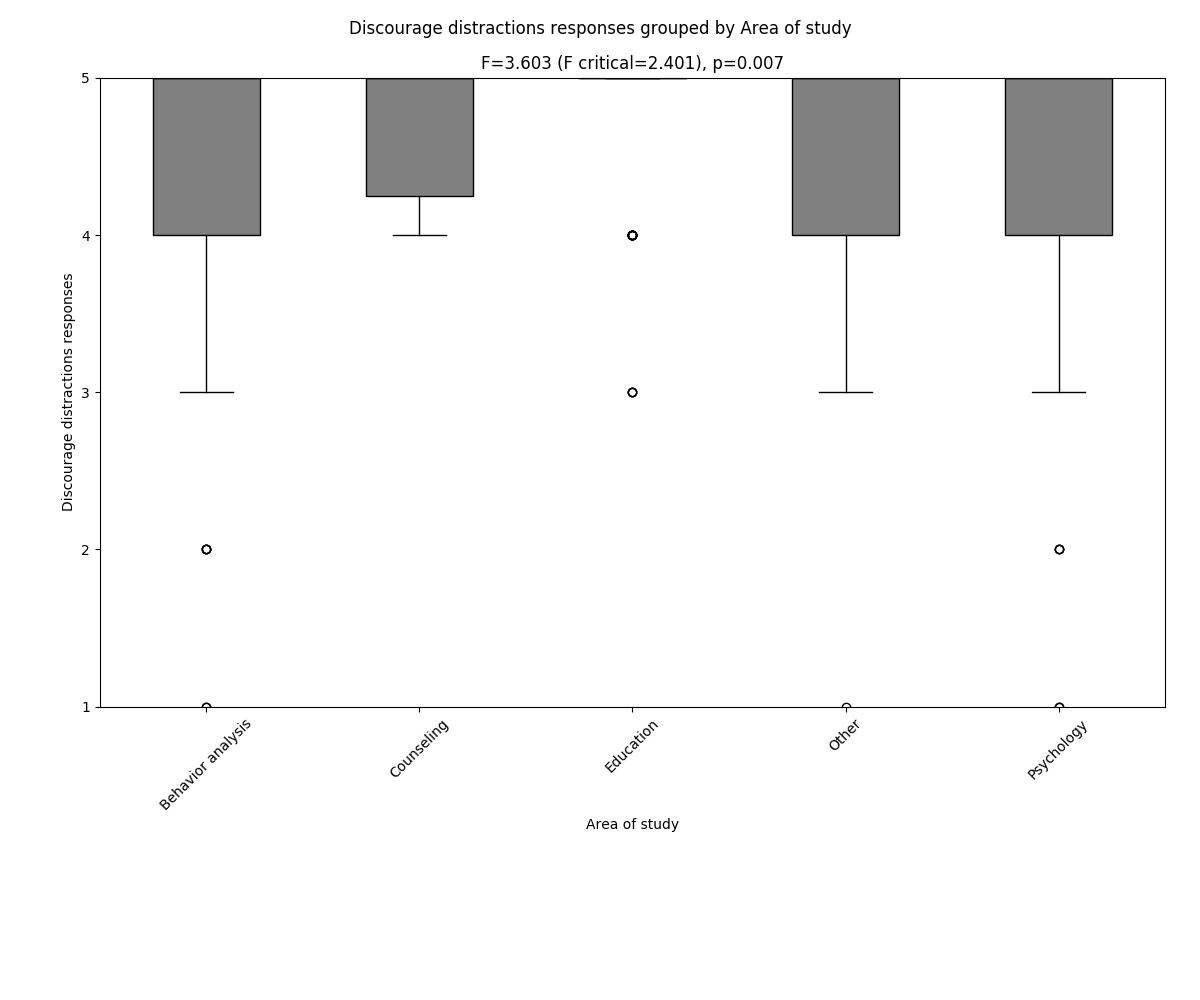 Discourage distractions responses grouped by Area of study
F=3.603 (F critical=2.401), p=0.007
5
4
3
2
1
Discourage distractions responses
Behavior analysis
Counseling
Education
Other
Psychology
Area of study